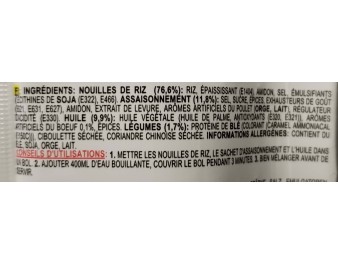 INGRÉDIENTS: NOUILLES DE RIZ (76,6%): RIZ, ÉPAISSISSANT (E1404), AMIDON, SEL, ÉMULSIFIANTS
LÉCITHINES DE SOJA (E322), E466). ASSAISONNEMENT (11,8%): SEL, SUCRE, ÉPICES, EXHAUSTEURS DE GOÛT
(E621, E631, E627), AMIDON, EXTRAIT DE LEVURE, ARÔMES ARTIFICIELS DU POULET (ORGE, LAIT), RÉGULATEUR
D'ACIDITÉ (E330). HUILE (9,9%): HUILE VÉGÉTALE (HUILE DE PALME, ANTIOXYDANTS (E320, E321)), ARÔMES
ARTIFICIELS DU BOEUF 0,1%, ÉPICES. LÉGUMES (1,7%): PROTÉINE DE BLÉ (COLORANT (CARAMEL AMMONIACAL
(E150C))), CIBOULETTE SÉCHÉE, CORIANDRE CHINOISE SÉCHÉE. INFORMATIONS ALLERGÈNES: CONTIENT DU
BLÉ, SOJA, ORGE, LAIT.
CONSEILS D'UTILISATIONS: 1. METTRE LES NOUILLES DE RIZ, LE SACHET D'ASSAISONNEMENT ET L'HUILE DANS
UN BOL. 2. AJOUTER 400ML D'EAU BOUILLANTE, COUVRIR LE BOL PENDANT 3 MINUTES. 3. BIEN MÉLANGER AVANT DE
SERVIR.